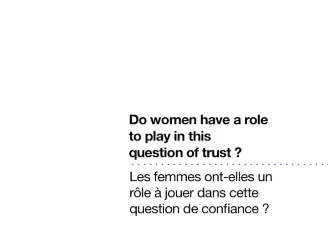 Do women have a role
to play in this
question of trust ?
Les femmes ont-elles un
rôle à jouer dans cette
question de confiance ?